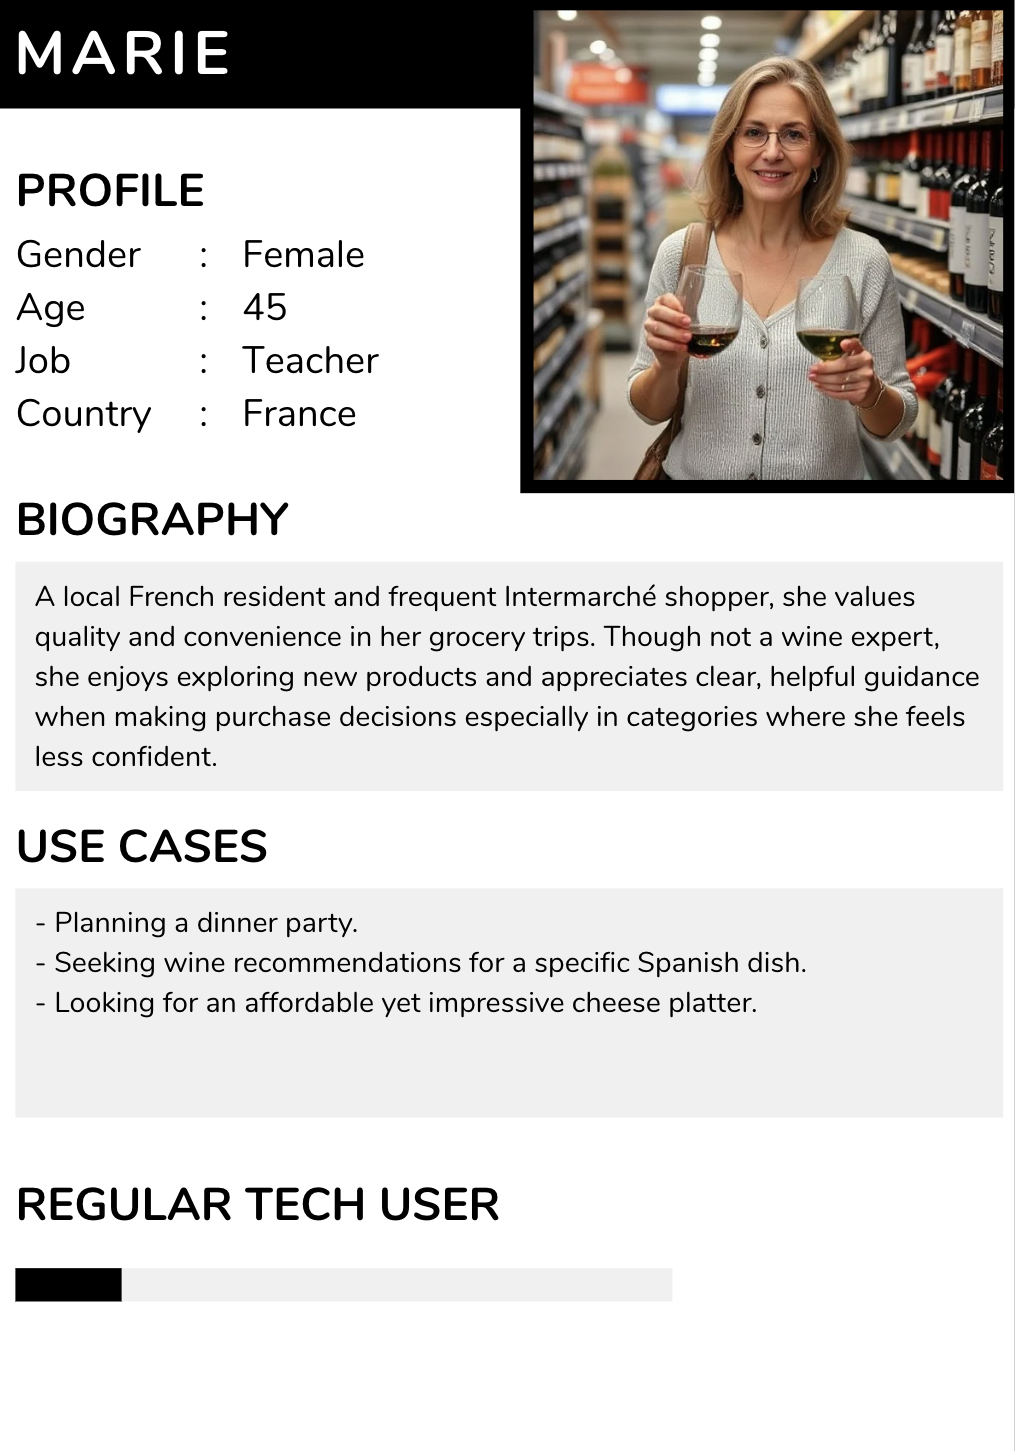 MARIE
PROFILE
Gender : Female
Age : 45
Job : Teacher
Country : France
BIOGRAPHY
A local French resident and frequent Intermarché shopper, she values
quality and convenience in her grocery trips. Though not a wine expert,
she enjoys exploring new products and appreciates clear, helpful guidance
when making purchase decisions especially in categories where she feels
less confident.
USE CASES
- Planning a dinner party.
- Seeking wine recommendations for a specific Spanish dish.
- Looking for an affordable yet impressive cheese platter.
REGULAR TECH USER